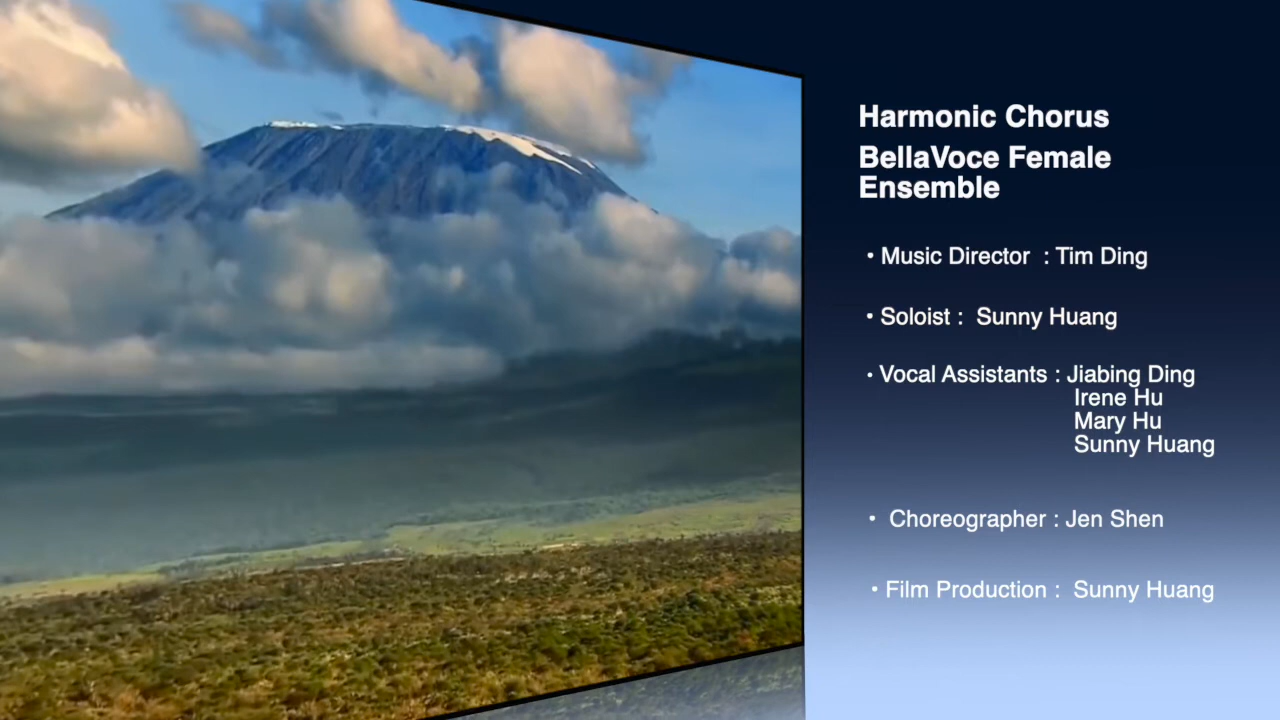 Harmonic Chorus
BellaVoce Female
Ensemble
• Music Director : Tim Ding
• Soloist : Sunny Huang
• Vocal Assistants : Jiabing Ding
Irene Hu
Mary Hu
Sunny Huang
• Choreographer : Jen Shen
• Film Production : Sunny Huang